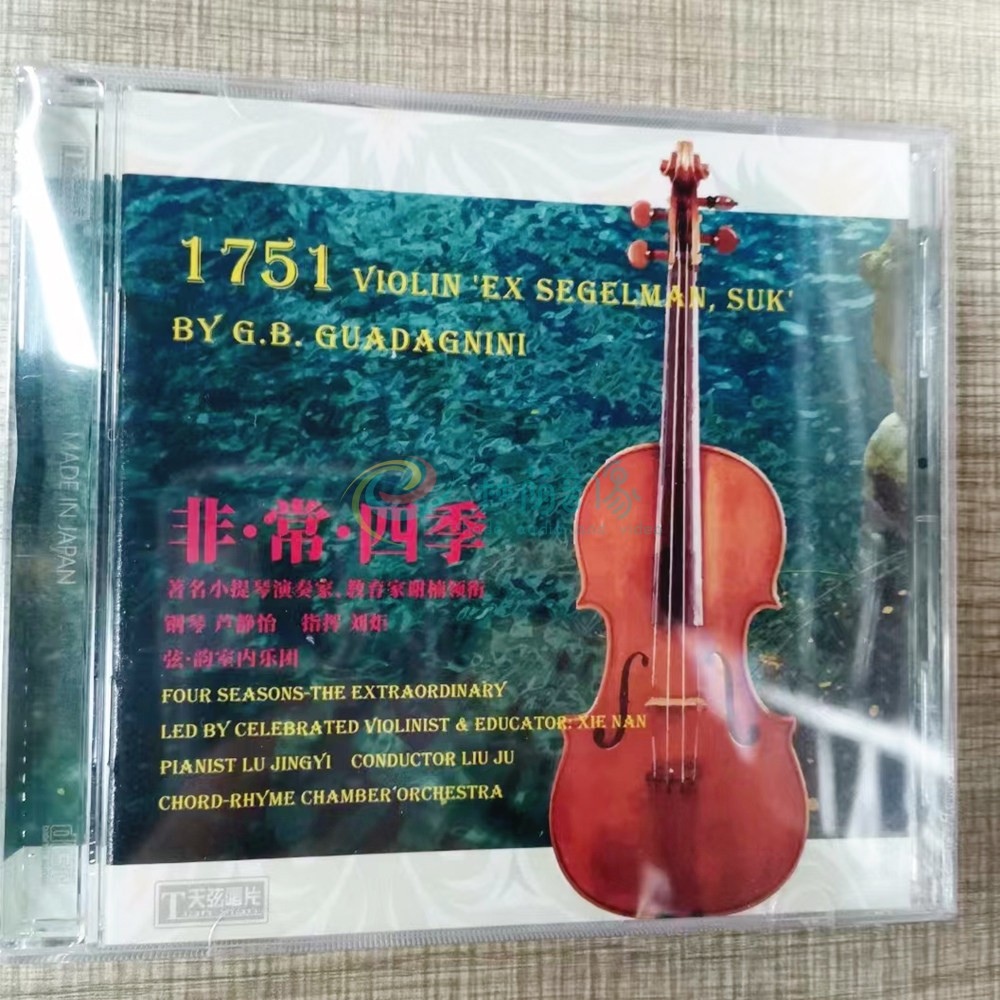 1751 VIOLIN 'EX SEGELMAN, SUK'
BY G.B. GUADAGNINI
非·常·四季
著名小提琴演奏家、教育家谢楠领衔
钢琴 芦静怡 指挥 刘炬
弦·韵室内乐团
FOUR SEASONS-THE EXTRAORDINARY
LED BY CELEBRATED VIOLINIST & EDUCATOR: XIE NAN
PIANIST LU JINGYI CONDUCTOR LIU JU
CHORD-RHYME CHAMBER ORCHESTRA
T天弦唱片
MADE IN JAPAN